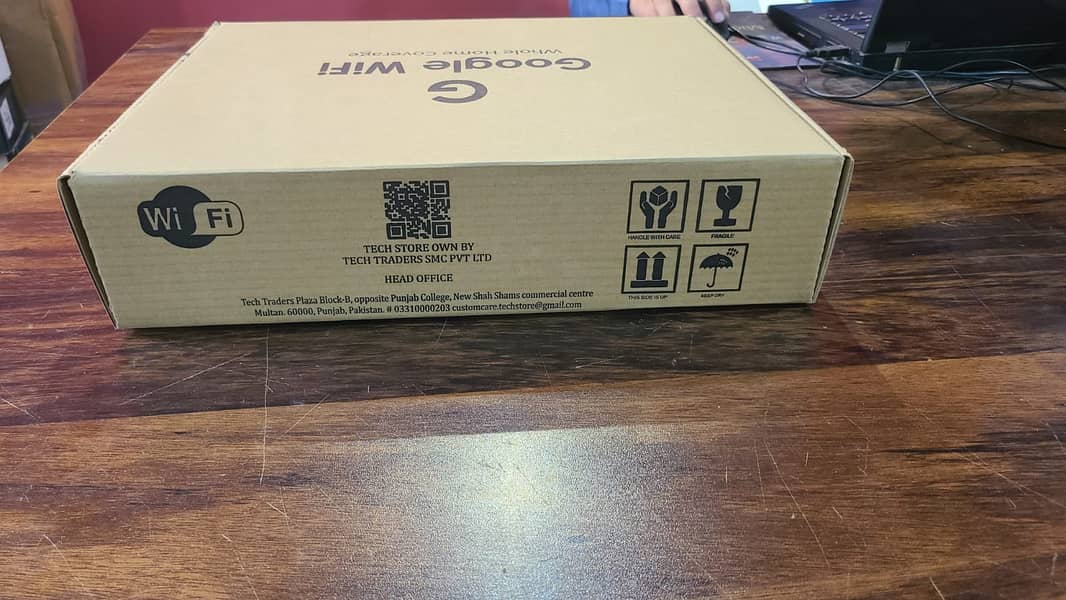 Whole Home Coverage
Google WiFi
G
Wi Fi
TECH STORE OWN BY
TECH TRADERS SMC PVT LTD
HEAD OFFICE
Tech Traders Plaza Block-B, opposite Punjab College, New Shah Shams commercial centre
Multan. 60000, Punjab, Pakistan. # 03310000203 customcare.techstore@gmail.com
HANDLE WITH CARE
FRAGILE
THIS SIDE IS UP
KEEP DRY